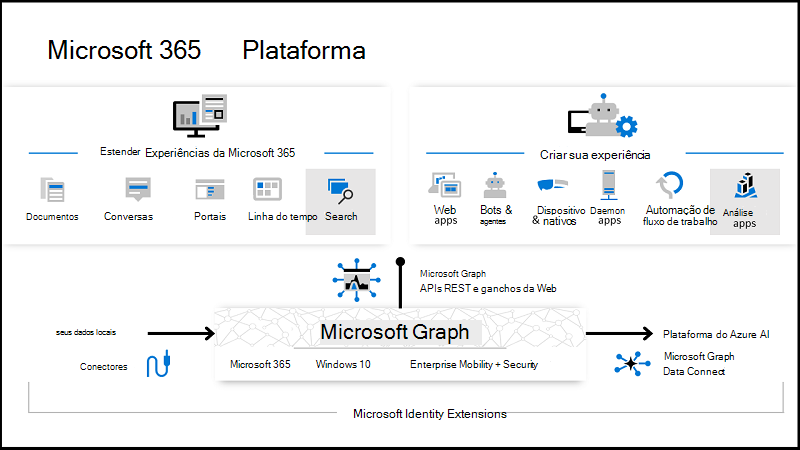 Microsoft 365 Plataforma
Estender Experiências da Microsoft 365
Documentos
Conversas
Portais
Linha do tempo
Search
Criar sua experiência
Web
apps
Bots &
agentes
Dispositivo
& nativos
Daemon
apps
Automação de
fluxo de trabalho
Análise
apps
Microsoft Graph
APIs REST e ganchos da Web
seus dados locais
Conectores
Microsoft Graph
Microsoft 365
Windows 10
Enterprise Mobility + Security
Plataforma do Azure AI
Microsoft Graph
Data Connect
Microsoft Identity Extensions